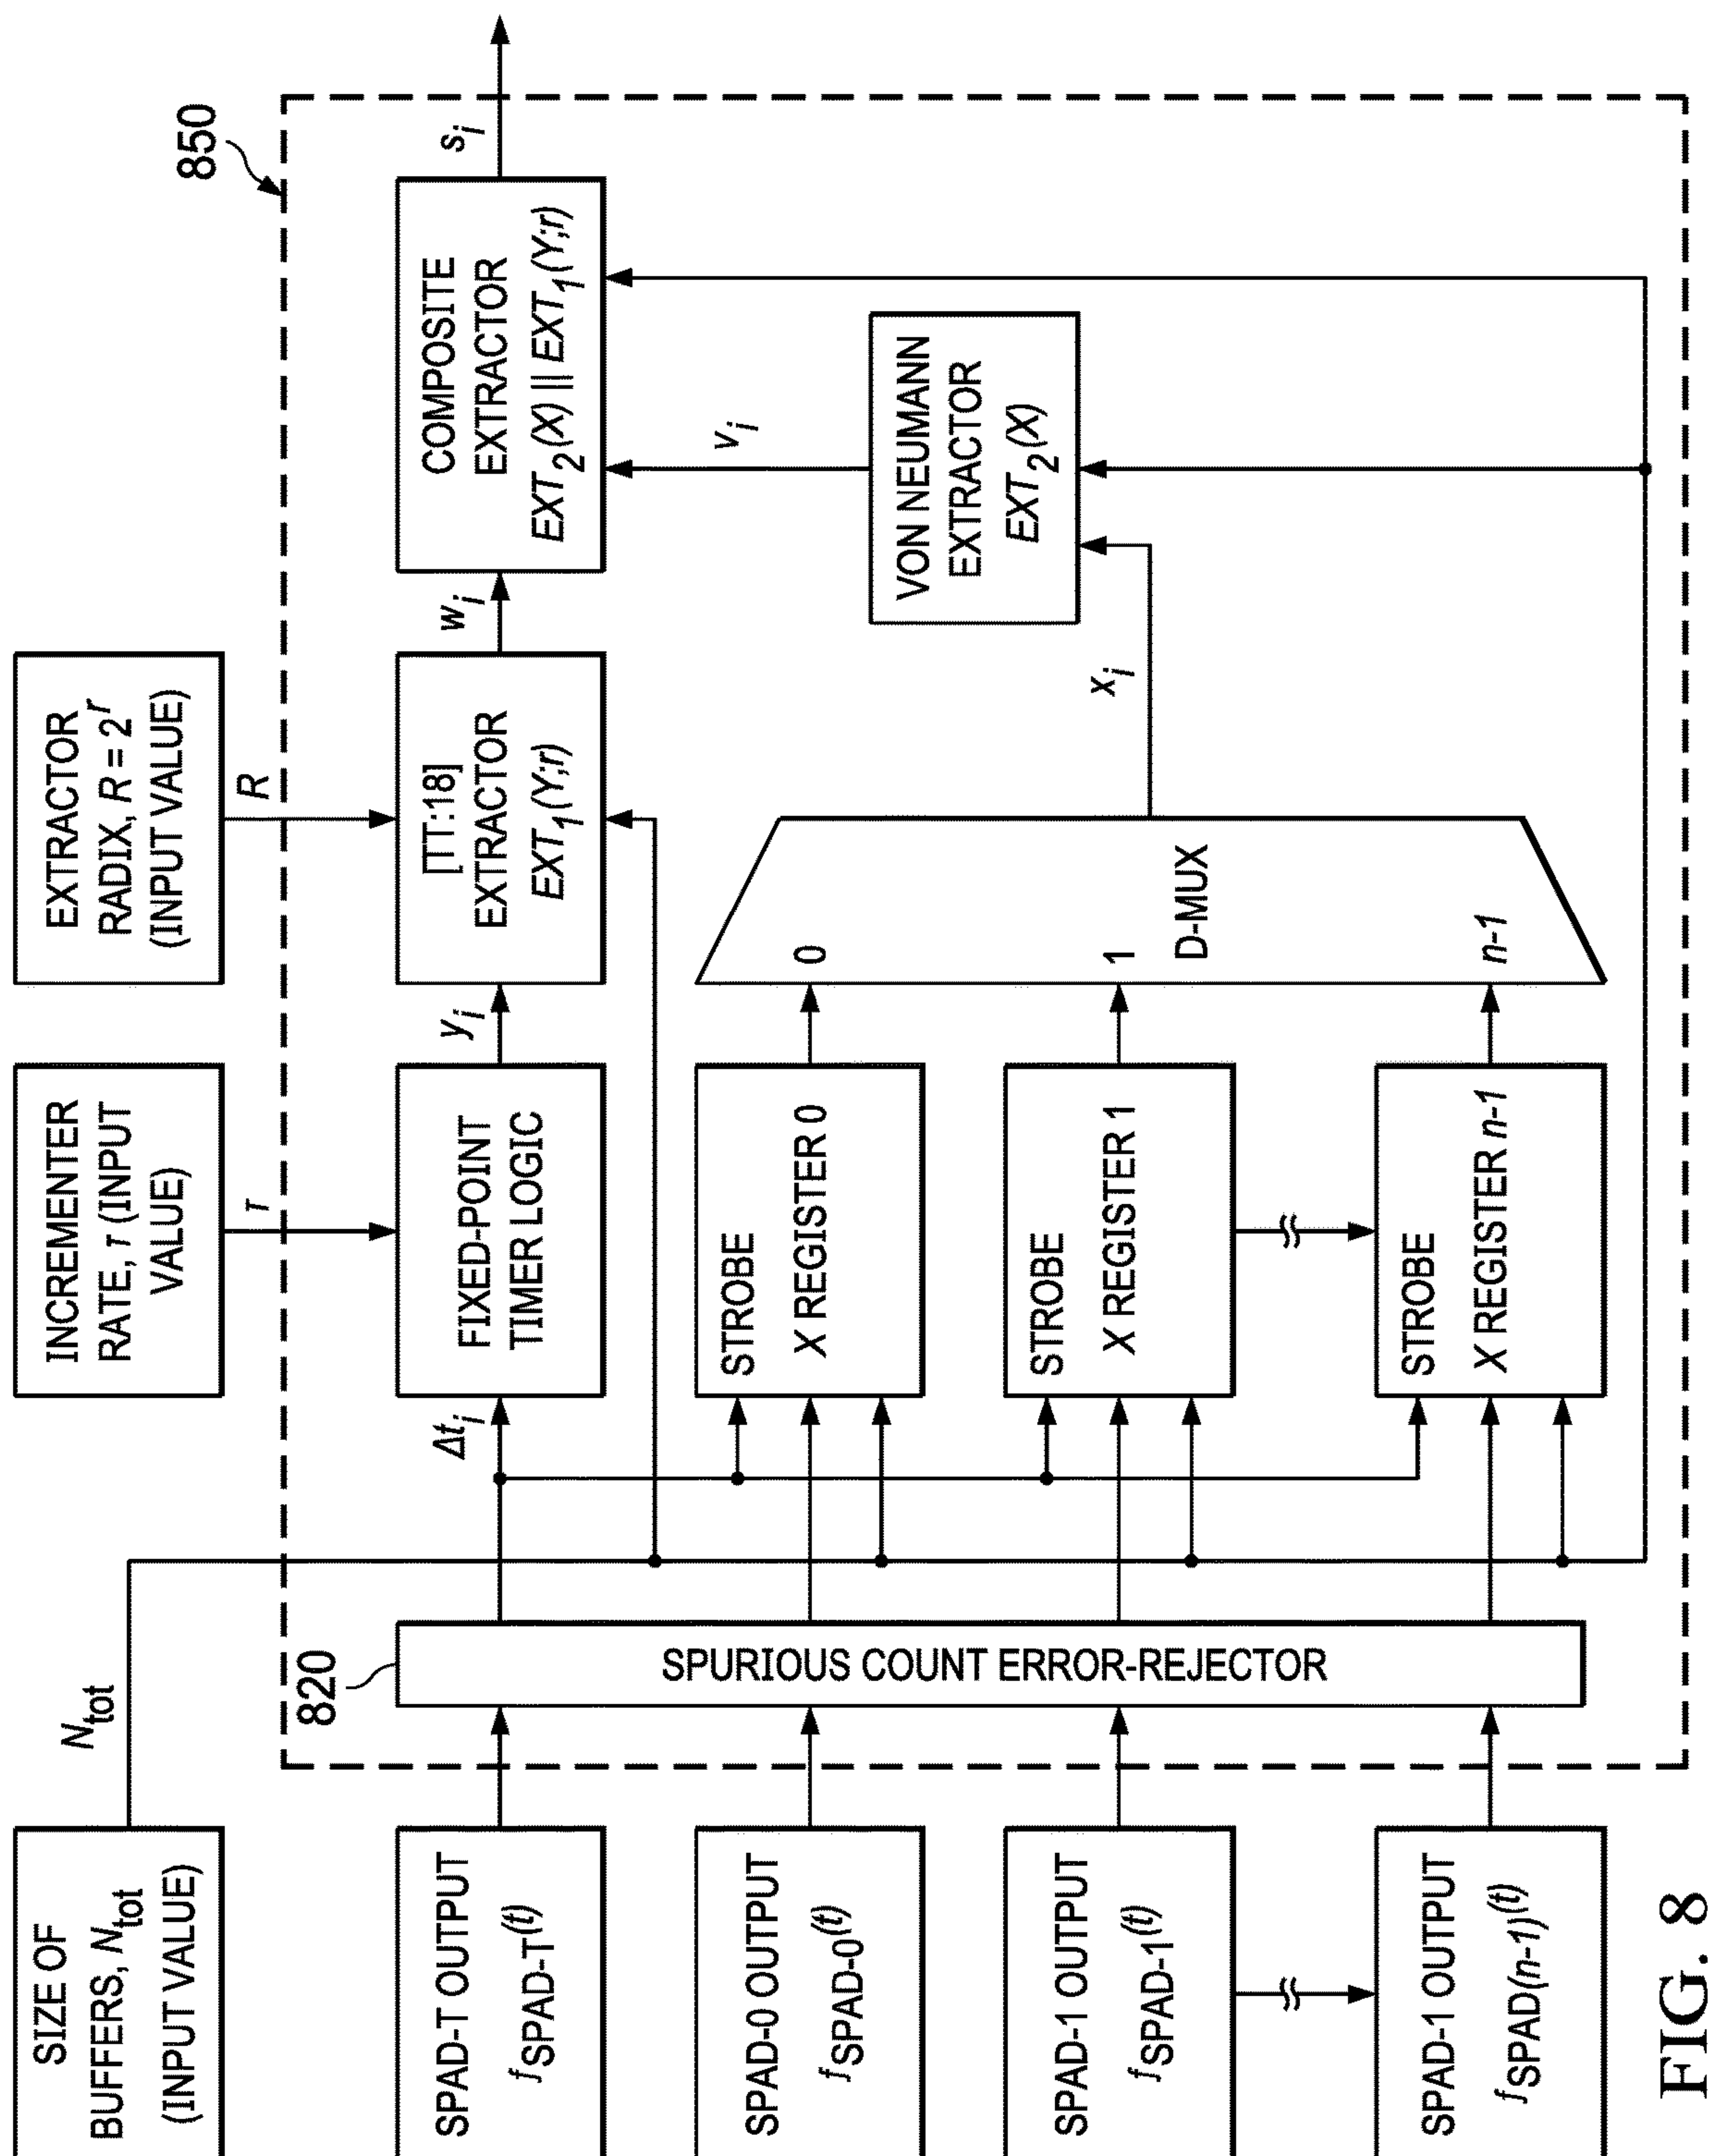 SIZE OF
BUFFERS, N_tot
(INPUT VALUE)
N_tot
INCREMENTER
RATE, τ (INPUT
VALUE)
τ
EXTRACTOR
RADIX, R = 2^r
(INPUT VALUE)
R
850
820
SPAD-T OUTPUT
f_SPAD-T(t)
SPURIOUS COUNT ERROR-REJECTOR
Δt_i
FIXED-POINT
TIMER LOGIC
y_i
[TT:18]
EXTRACTOR
EXT_1(Y;r)
w_i
COMPOSITE
EXTRACTOR
EXT_2(X) || EXT_1(Y;r)
s_i
SPAD-0 OUTPUT
f_SPAD-0(t)
STROBE
X REGISTER 0
0
v_i
VON NEUMANN
EXTRACTOR
EXT_2(X)
SPAD-1 OUTPUT
f_SPAD-1(t)
STROBE
X REGISTER 1
1
D-MUX
x_i
SPAD-1 OUTPUT
f_SPAD(n-1)(t)
STROBE
X REGISTER n-1
n-1
FIG. 8